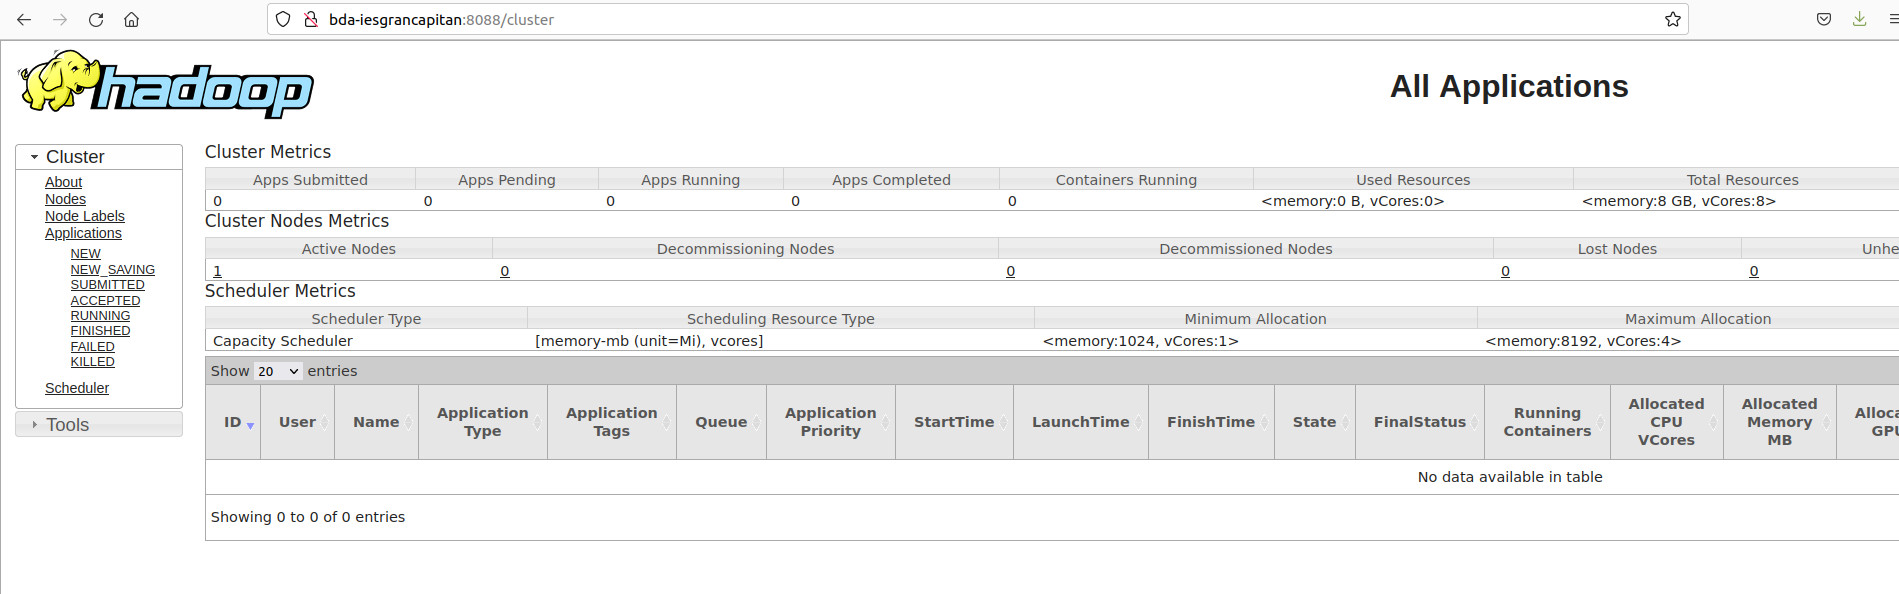 bda-iesgrancapitan:8088/cluster
hadoop
All Applications
Cluster
About
Nodes
Node Labels
Applications
NEW
NEW_SAVING
SUBMITTED
ACCEPTED
RUNNING
FINISHED
FAILED
KILLED
Scheduler
Tools
Cluster Metrics
Apps Submitted Apps Pending Apps Running Apps Completed Containers Running Used Resources Total Resources
0 0 0 0 0 <memory:0 B, vCores:0> <memory:8 GB, vCores:8>
Cluster Nodes Metrics
Active Nodes Decommissioning Nodes Decommissioned Nodes Lost Nodes Unhe
1 0 0 0 0
Scheduler Metrics
Scheduler Type Scheduling Resource Type Minimum Allocation Maximum Allocation
Capacity Scheduler [memory-mb (unit=Mi), vcores] <memory:1024, vCores:1> <memory:8192, vCores:4>
Show 20 entries
ID User Name Application Type Application Tags Queue Application Priority StartTime LaunchTime FinishTime State FinalStatus Running Containers Allocated CPU VCores Allocated Memory MB Alloca GPU
No data available in table
Showing 0 to 0 of 0 entries